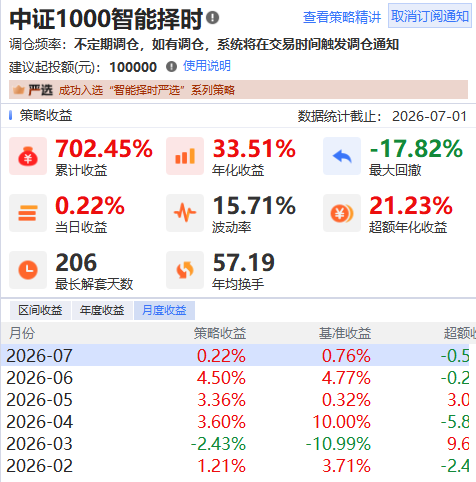 中证1000智能择时 查看策略精讲 取消订阅通知
调仓频率：不定期调仓，如有调仓，系统将在交易时间触发调仓通知
建议起投额(元)：100000 使用说明
严选 成功入选“智能择时严选”系列策略
策略收益 数据统计截止： 2026-07-01
702.45% 33.51% -17.82%
累计收益 年化收益 最大回撤
0.22% 15.71% 21.23%
当日收益 波动率 超额年化收益
206 57.19
最长解套天数 年均换手
区间收益 年度收益 月度收益
月份 策略收益 基准收益 超额
2026-07 0.22% 0.76% -0.5
2026-06 4.50% 4.77% -0.2
2026-05 3.36% 0.32% 3.0
2026-04 3.60% 10.00% -5.8
2026-03 -2.43% -10.99% 9.6
2026-02 1.21% 3.71% -2.4